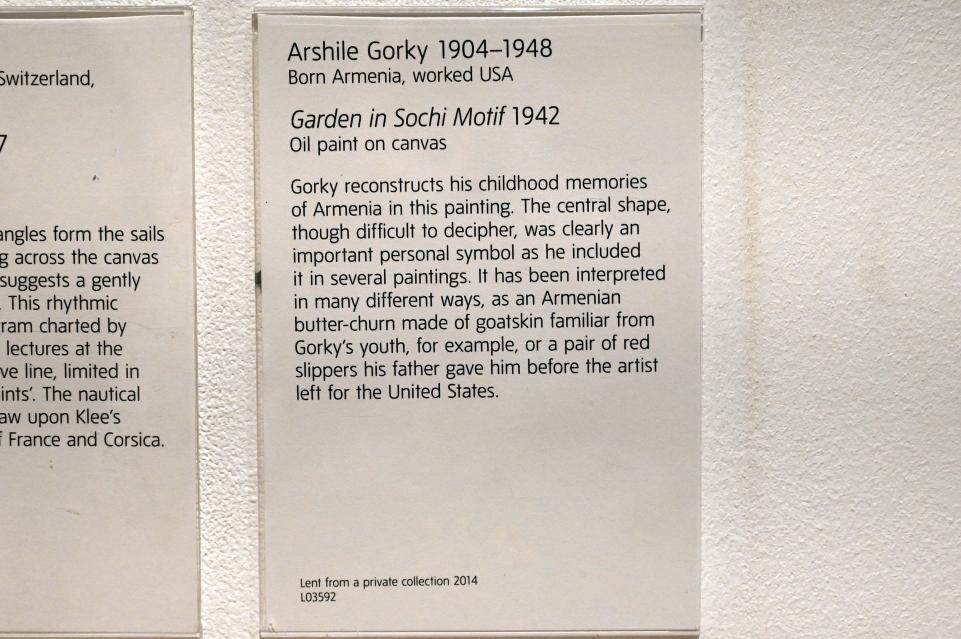 Switzerland,
7
angles form the sails
g across the canvas
suggests a gently
. This rhythmic
ram charted by
lectures at the
ve line, limited in
ints'. The nautical
aw upon Klee's
f France and Corsica.
Arshile Gorky 1904–1948
Born Armenia, worked USA
Garden in Sochi Motif 1942
Oil paint on canvas
Gorky reconstructs his childhood memories
of Armenia in this painting. The central shape,
though difficult to decipher, was clearly an
important personal symbol as he included
it in several paintings. It has been interpreted
in many different ways, as an Armenian
butter-churn made of goatskin familiar from
Gorky's youth, for example, or a pair of red
slippers his father gave him before the artist
left for the United States.
Lent from a private collection 2014
L03592